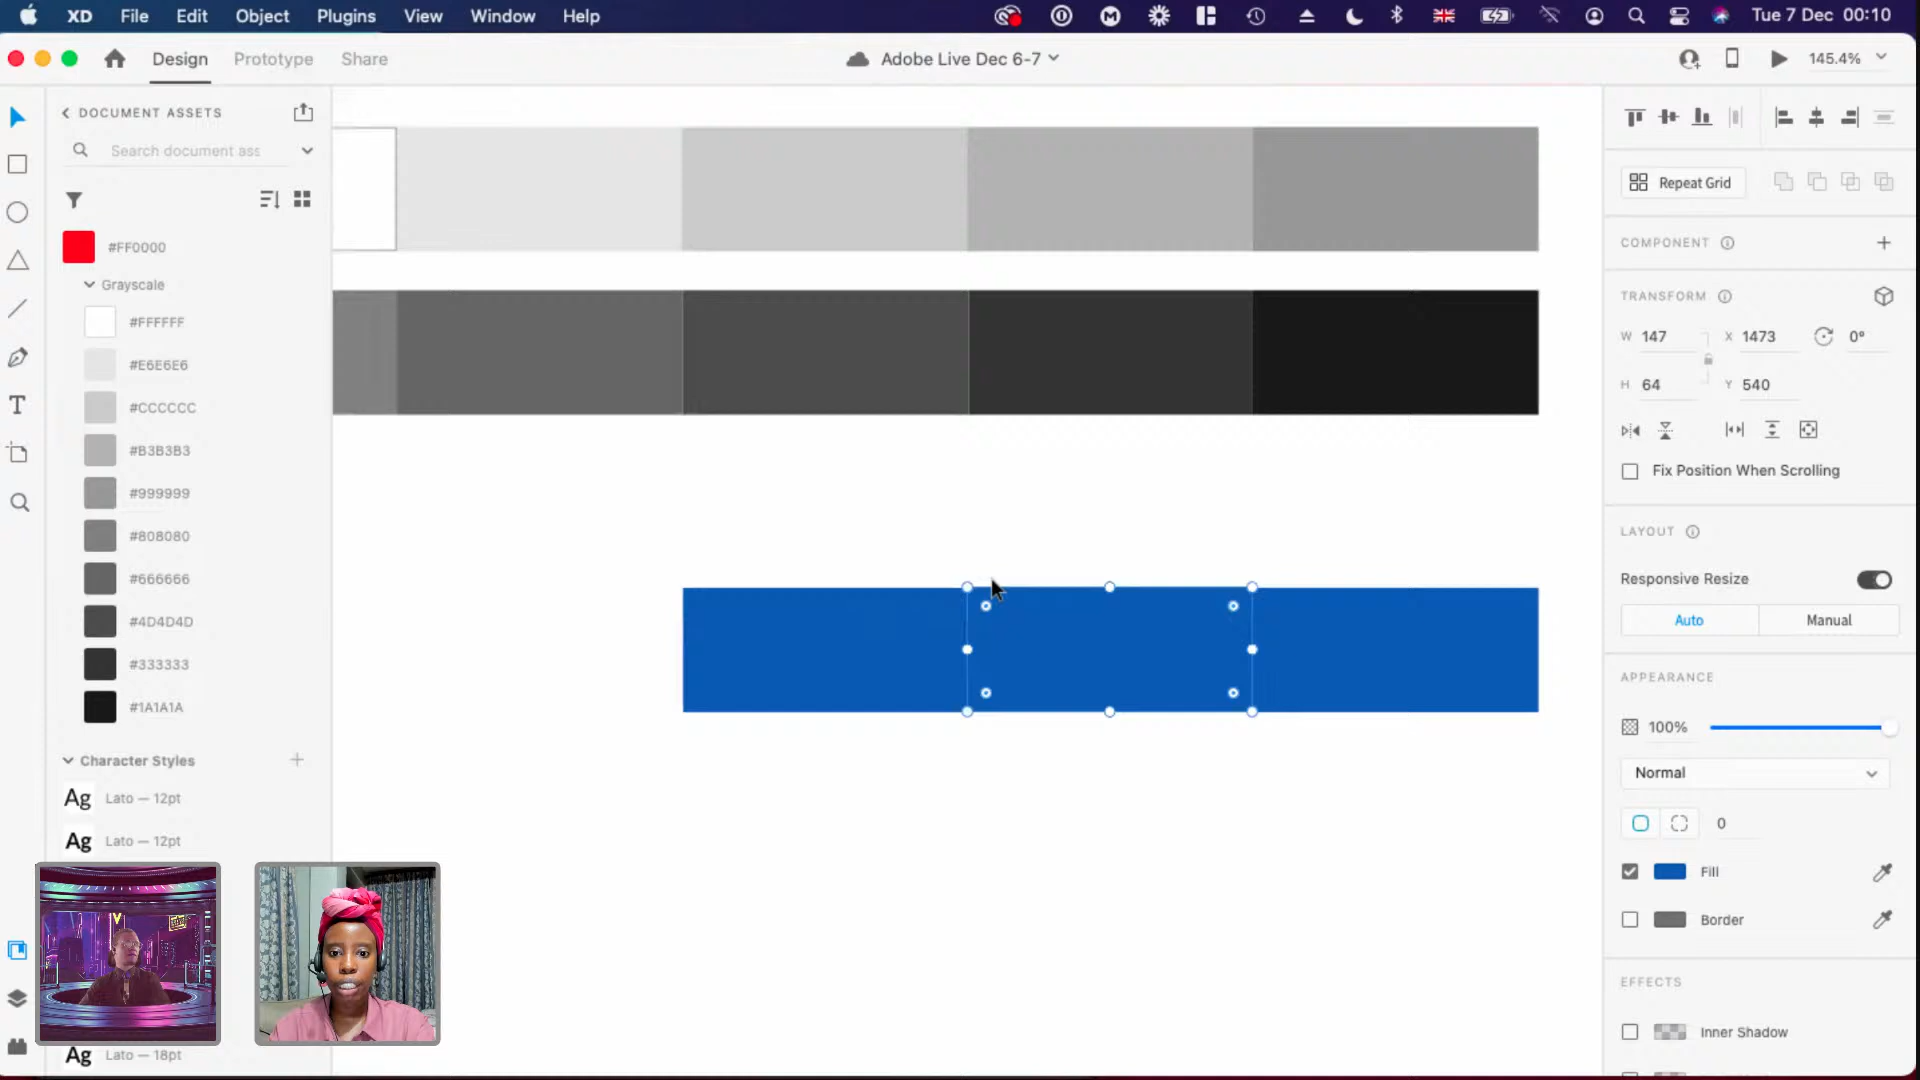 XD File Edit Object Plugins View Window Help Tue 7 Dec 00:10
Design Prototype Share Adobe Live Dec 6-7 145.4%
DOCUMENT ASSETS
Search document ass
#FF0000
Grayscale
#FFFFFF
#E6E6E6
#CCCCCC
#B3B3B3
#999999
#808080
#666666
#4D4D4D
#333333
#1A1A1A
Character Styles
Ag Lato — 12pt
Ag Lato — 12pt
Ag Lato — 18pt
Repeat Grid
COMPONENT
TRANSFORM
W 147 X 1473 0°
H 64 Y 540
Fix Position When Scrolling
LAYOUT
Responsive Resize
Auto Manual
APPEARANCE
100%
Normal
0
Fill
Border
EFFECTS
Inner Shadow